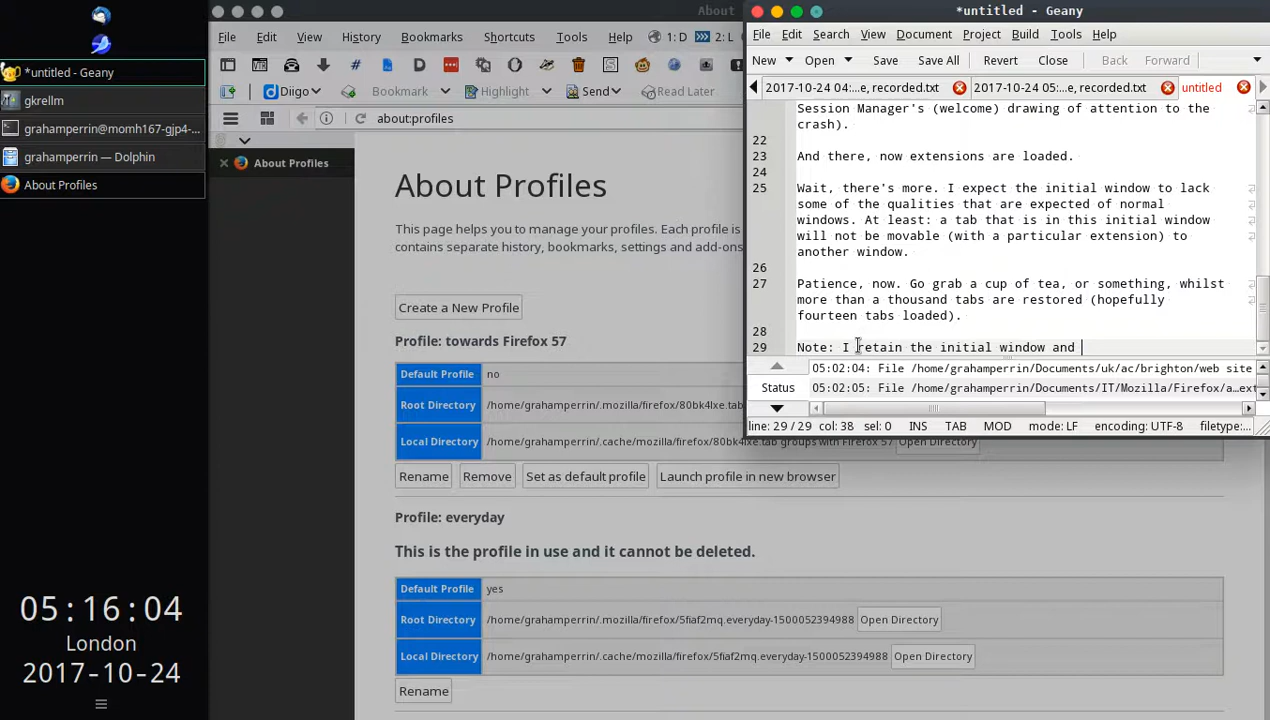 *untitled - Geany
gkrellm
grahamperrin@momh167-gjp4-...
grahamperrin — Dolphin
About Profiles
05:16:04
London
2017-10-24
About
File Edit View History Bookmarks Shortcuts Tools Help 1: D 2: L
Diigo Bookmark Highlight Send Read Later
about:profiles
About Profiles
About Profiles
This page helps you to manage your profiles. Each profile is
contains separate history, bookmarks, settings and add-ons.
Create a New Profile
Profile: towards Firefox 57
Default Profile no
Root Directory /home/grahamperrin/.mozilla/firefox/80bk4lxe.tab
Local Directory /home/grahamperrin/.cache/mozilla/firefox/80bk4lxe.tab groups with Firefox 57 Open Directory
Rename Remove Set as default profile Launch profile in new browser
Profile: everyday
This is the profile in use and it cannot be deleted.
Default Profile yes
Root Directory /home/grahamperrin/.mozilla/firefox/5fiaf2mq.everyday-1500052394988 Open Directory
Local Directory /home/grahamperrin/.cache/mozilla/firefox/5fiaf2mq.everyday-1500052394988 Open Directory
Rename
*untitled - Geany
File Edit Search View Document Project Build Tools Help
New Open Save Save All Revert Close Back Forward
2017-10-24 04:...e, recorded.txt 2017-10-24 05:...e, recorded.txt untitled
Session Manager's (welcome) drawing of attention to the
crash).
22
23 And there, now extensions are loaded.
24
25 Wait, there's more. I expect the initial window to lack
some of the qualities that are expected of normal
windows. At least: a tab that is in this initial window
will not be movable (with a particular extension) to
another window.
26
27 Patience, now. Go grab a cup of tea, or something, whilst
more than a thousand tabs are restored (hopefully
fourteen tabs loaded).
28
29 Note: I retain the initial window and
05:02:04: File /home/grahamperrin/Documents/uk/ac/brighton/web site
Status 05:02:05: File /home/grahamperrin/Documents/IT/Mozilla/Firefox/a...ext
line: 29 / 29 col: 38 sel: 0 INS TAB MOD mode: LF encoding: UTF-8 filetype:...